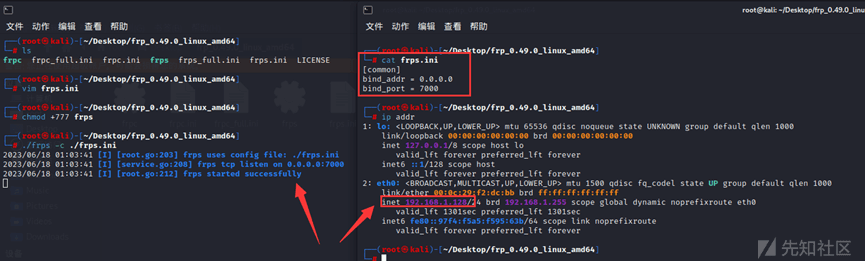 文件 动作 编辑 查看 帮助
┌──(root㉿kali)-[~/Desktop/frp_0.49.0_linux_amd64]
└─# ls
frpc frpc_full.ini frpc.ini frps frps_full.ini frps.ini LICENSE
┌──(root㉿kali)-[~/Desktop/frp_0.49.0_linux_amd64]
└─# vim frps.ini
┌──(root㉿kali)-[~/Desktop/frp_0.49.0_linux_amd64]
└─# chmod +777 frps
┌──(root㉿kali)-[~/Desktop/frp_0.49.0_linux_amd64]
└─# ./frps -c ./frps.ini
2023/06/18 01:03:41 [I] [root.go:203] frps uses config file: ./frps.ini
2023/06/18 01:03:41 [I] [service.go:208] frps tcp listen on 0.0.0.0:7000
2023/06/18 01:03:41 [I] [root.go:212] frps started successfully
root@kali: ~/Desktop/frp_0.49.0_linu
文件 动作 编辑 查看 帮助
┌──(root㉿kali)-[~/Desktop/frp_0.49.0_linux_amd64]
└─# cat frps.ini
[common]
bind_addr = 0.0.0.0
bind_port = 7000
┌──(root㉿kali)-[~/Desktop/frp_0.49.0_linux_amd64]
└─# ip addr
1: lo: <LOOPBACK,UP,LOWER_UP> mtu 65536 qdisc noqueue state UNKNOWN group default qlen 1000
link/loopback 00:00:00:00:00:00 brd 00:00:00:00:00:00
inet 127.0.0.1/8 scope host lo
valid_lft forever preferred_lft forever
inet6 ::1/128 scope host
valid_lft forever preferred_lft forever
2: eth0: <BROADCAST,MULTICAST,UP,LOWER_UP> mtu 1500 qdisc fq_codel state UP group default qlen 1000
link/ether 00:0c:29:f2:dc:bb brd ff:ff:ff:ff:ff:ff
inet 192.168.1.128/24 brd 192.168.1.255 scope global dynamic noprefixroute eth0
valid_lft 1301sec preferred_lft 1301sec
inet6 fe80::97f4:f5a5:f595:63b/64 scope link noprefixroute
valid_lft forever preferred_lft forever
┌──(root㉿kali)-[~/Desktop/frp_0.49.0_linux_amd64]
└─#
先知社区